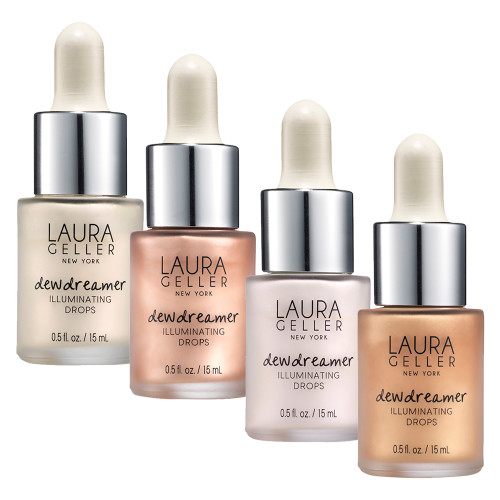 LAURA
GELLER
NEW YORK
dewdreamer
ILLUMINATING
DROPS
0.5 fl. oz. / 15 mL
LAURA
GELLER
NEW YORK
dewdreamer
ILLUMINATING
DROPS
0.5 fl. oz. / 15 mL
LAURA
GELLER
NEW YORK
dewdreamer
ILLUMINATING
DROPS
0.5 fl. oz. / 15 mL
LAURA
GELLER
NEW YORK
dewdreamer
ILLUMINATING
DROPS
0.5 fl. oz. / 15 mL